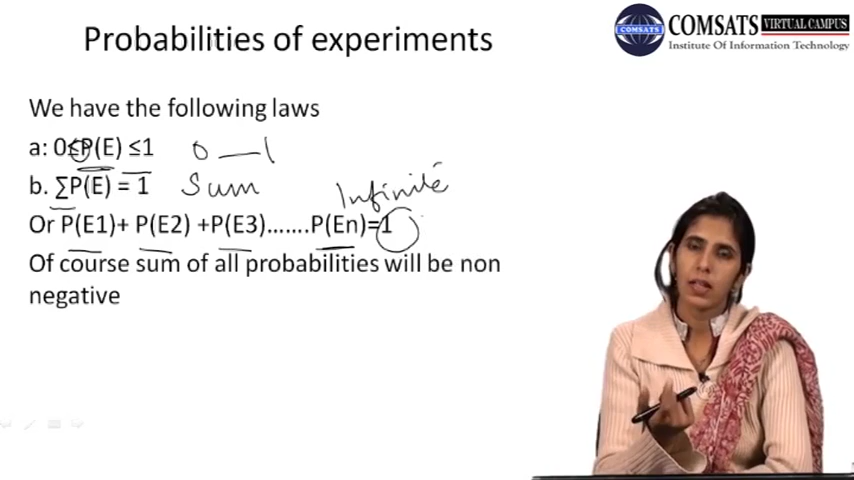 Probabilities of experiments
COMSATS VIRTUAL CAMPUS
Institute Of Information Technology
COMSATS
We have the following laws
a: 0≤P(E) ≤1 0 — 1
b. ∑P(E) = 1 Sum
Infinite
Or P(E1)+ P(E2) +P(E3).......P(En)=1
Of course sum of all probabilities will be non
negative